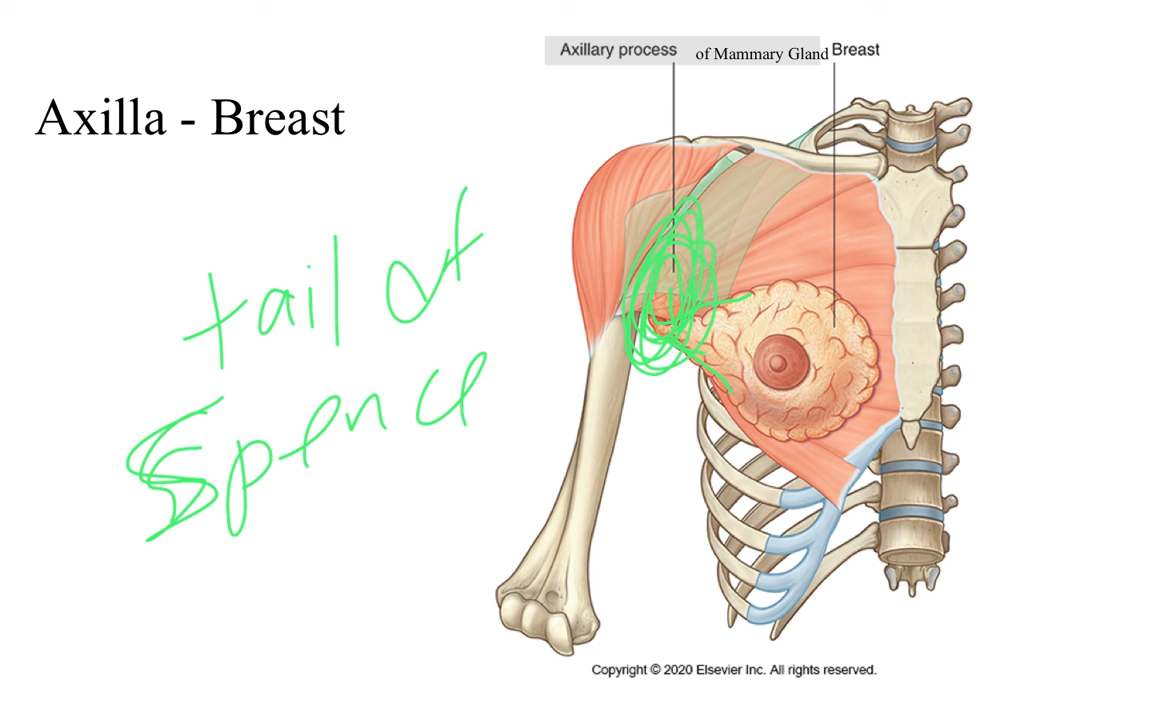 Axillary process of Mammary Gland Breast
Axilla - Breast
tail of
Spence
Copyright © 2020 Elsevier Inc. All rights reserved.